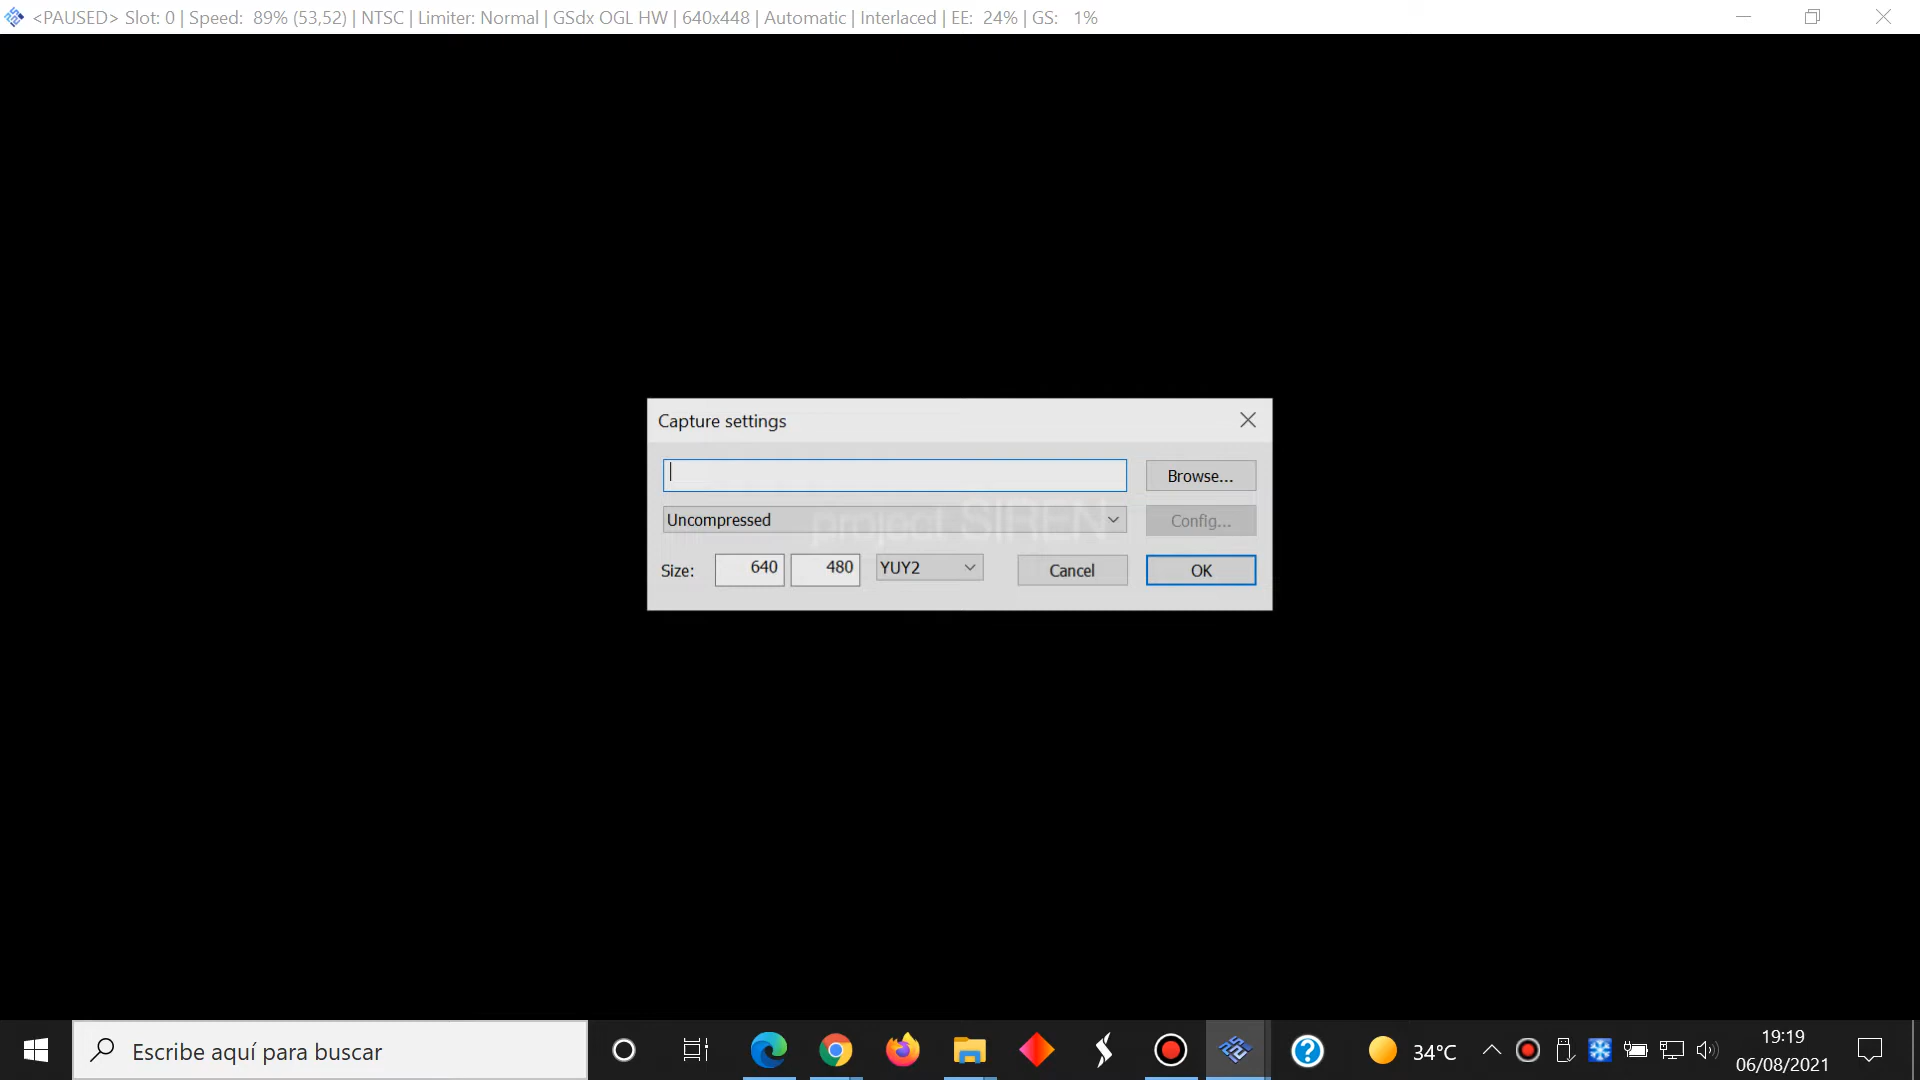 <PAUSED> Slot: 0 | Speed: 89% (53,52) | NTSC | Limiter: Normal | GSdx OGL HW | 640x448 | Automatic | Interlaced | EE: 24% | GS: 1%
Capture settings
Browse...
Uncompressed
project SIREN
Config...
Size:
640
480
YUY2
Cancel
OK
Escribe aquí para buscar
34°C
19:19
06/08/2021